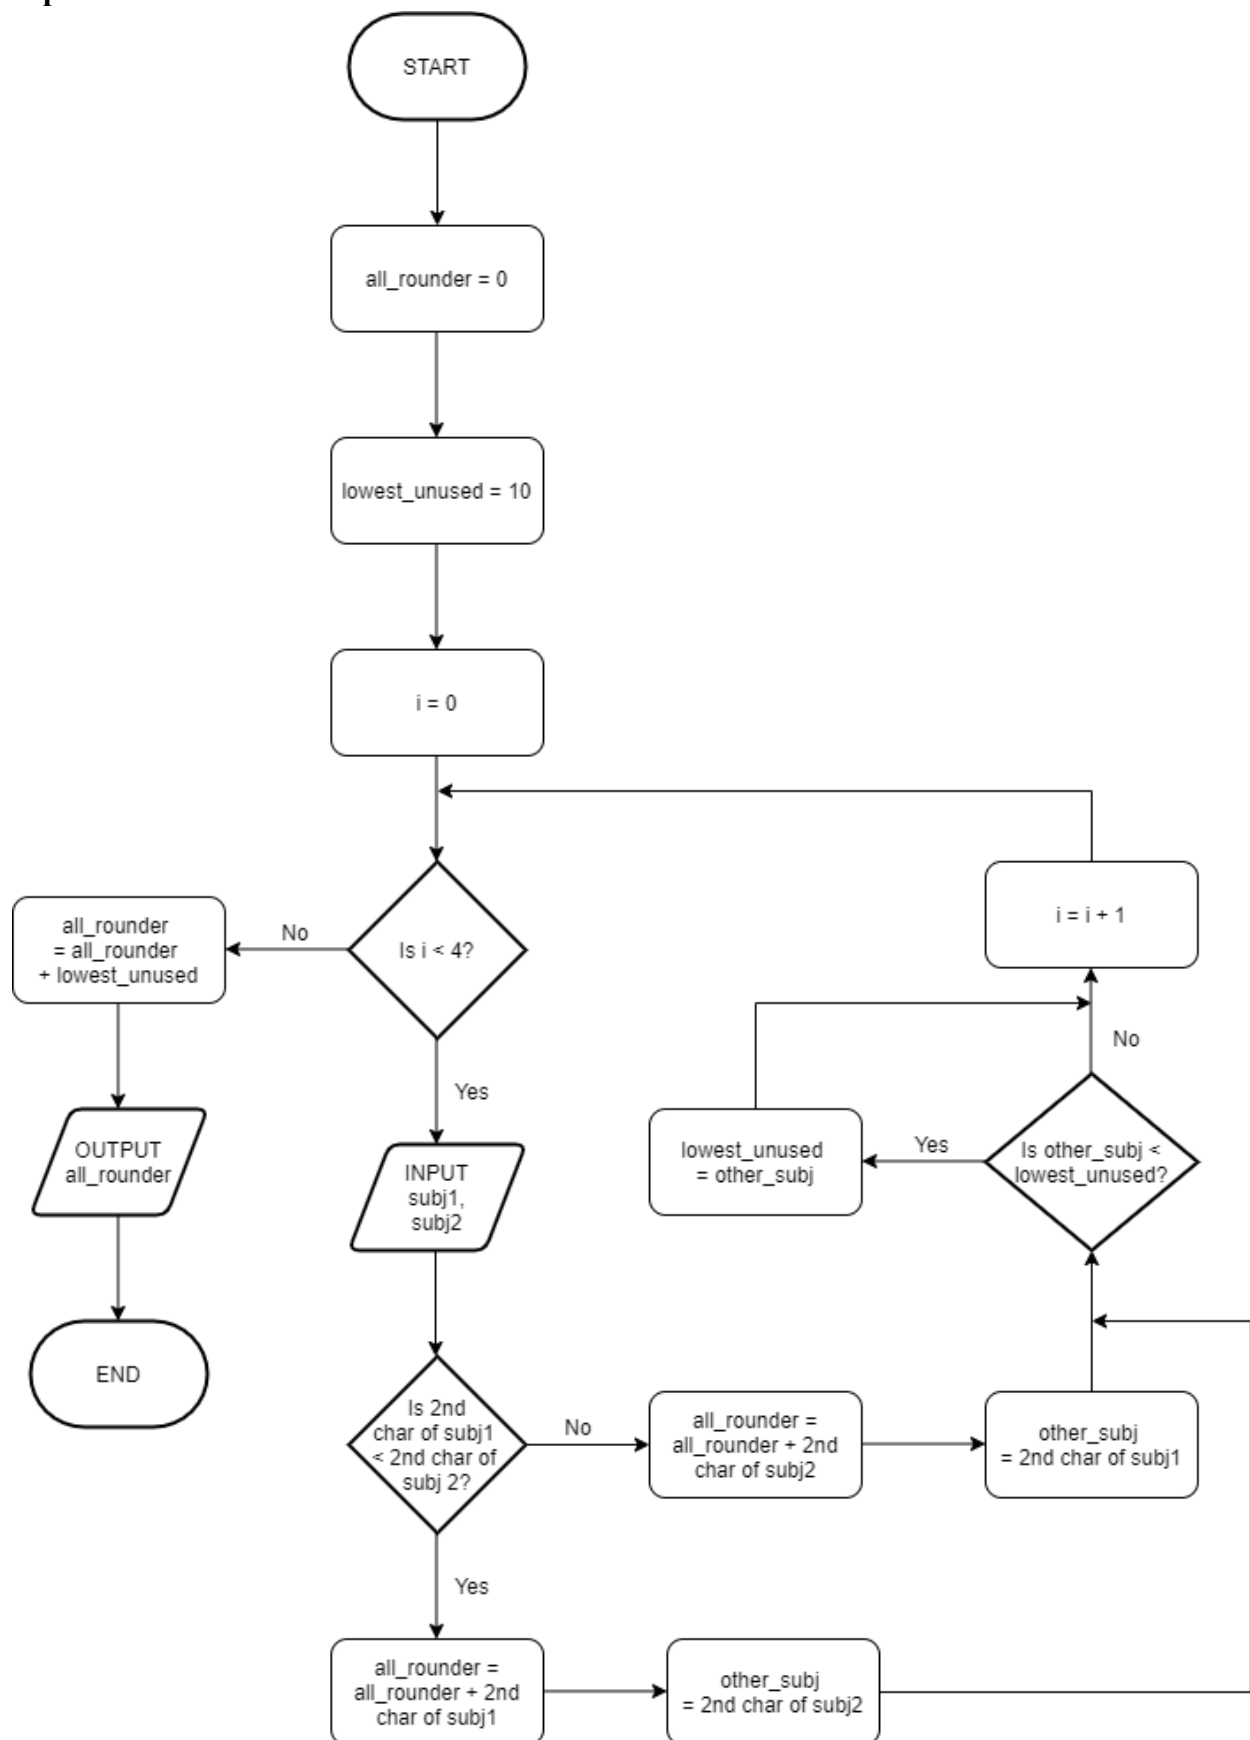 START
all_rounder = 0
lowest_unused = 10
i = 0
Is i < 4?
No
all_rounder
= all_rounder
+ lowest_unused
OUTPUT
all_rounder
END
Yes
INPUT
subj1,
subj2
Is 2nd
char of subj1
< 2nd char of
subj 2?
No
all_rounder =
all_rounder + 2nd
char of subj2
other_subj
= 2nd char of subj1
Yes
all_rounder =
all_rounder + 2nd
char of subj1
other_subj
= 2nd char of subj2
Is other_subj <
lowest_unused?
Yes
lowest_unused
= other_subj
No
i = i + 1